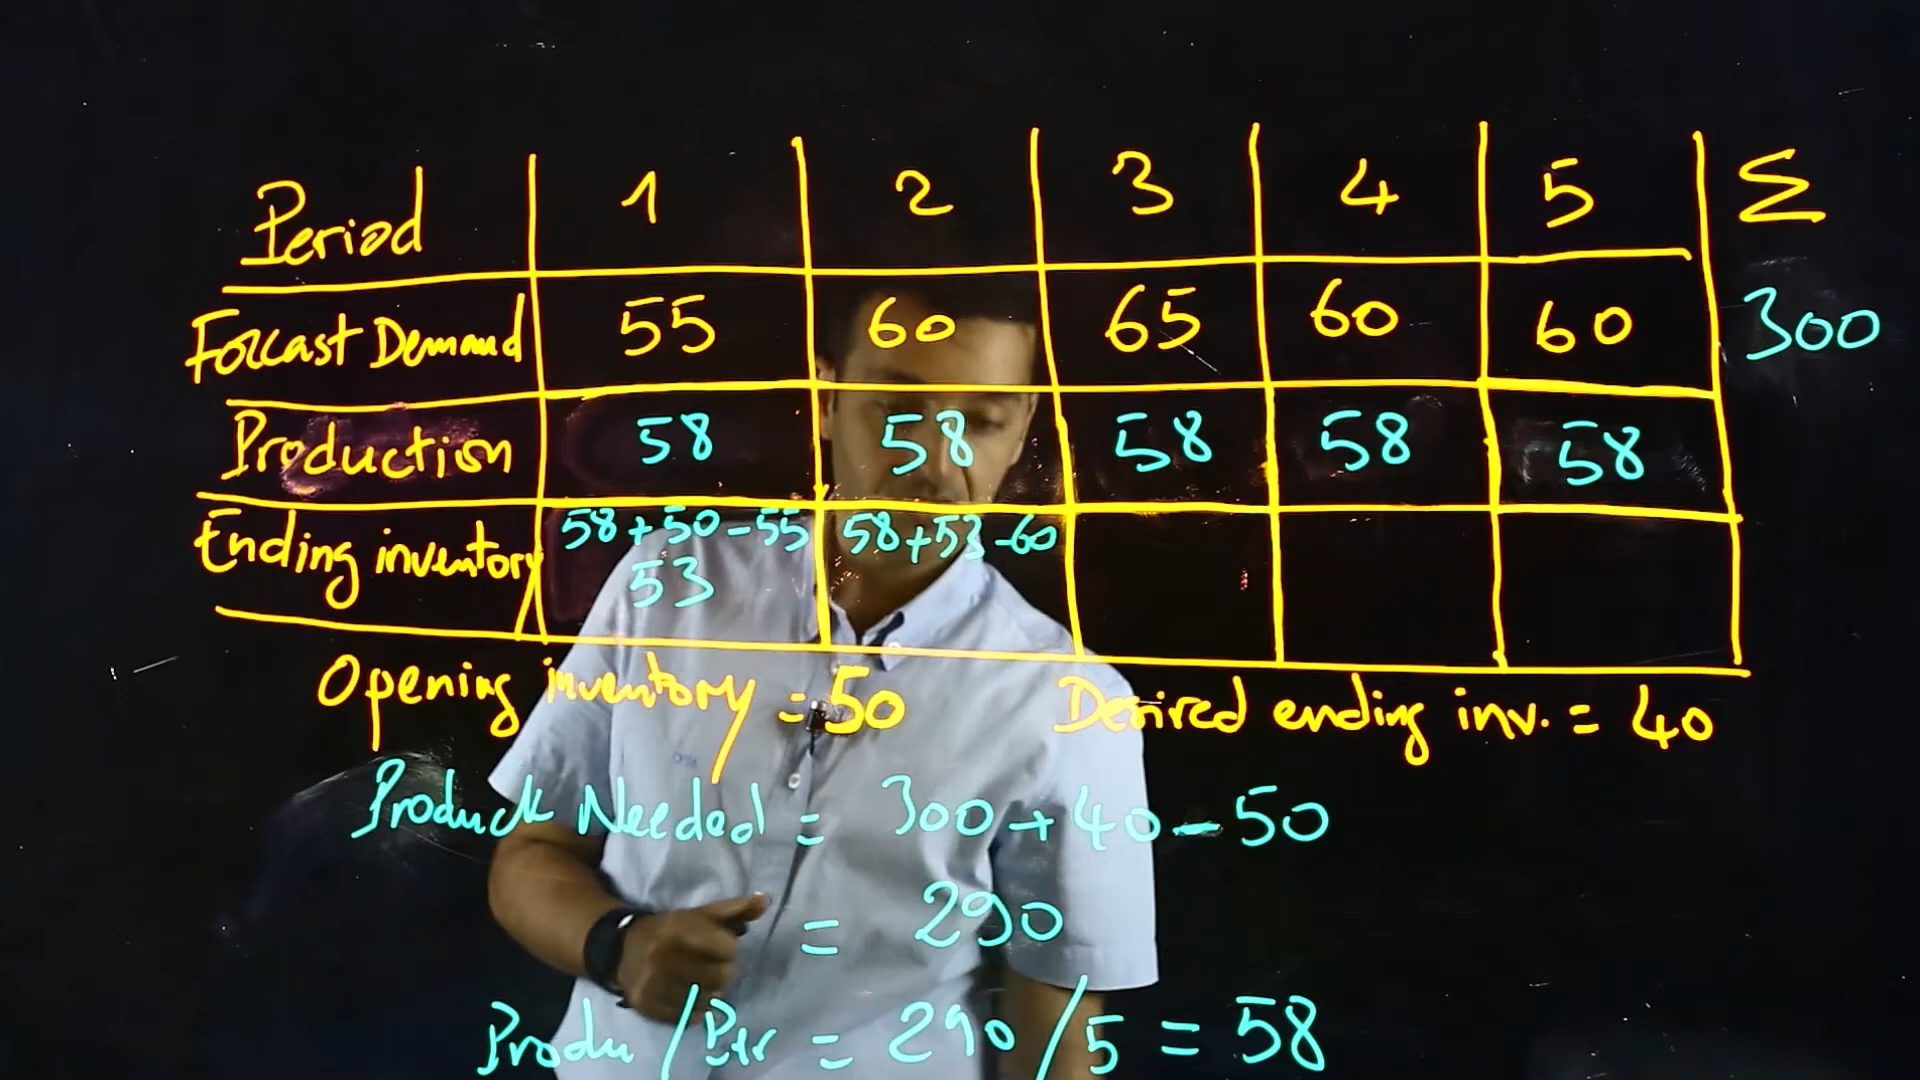 Period 1 2 3 4 5 Σ
Forcast Demand 55 60 65 60 60 300
Production 58 58 58 58 58
Ending inventory 58+50-55 58+53-60
53
Opening inventory = 50 Desired ending inv. = 40
Needed = 300 + 40 - 50
= 290
Produ / Per = 290 / 5 = 58